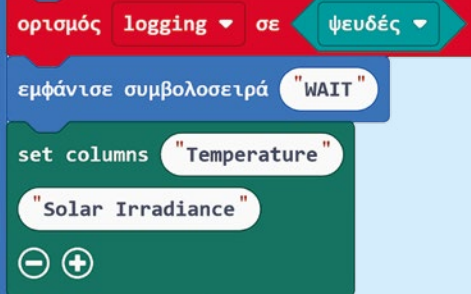 ορισμός logging σε ψευδές
εμφάνισε συμβολοσειρά "WAIT"
set columns "Temperature"
"Solar Irradiance"